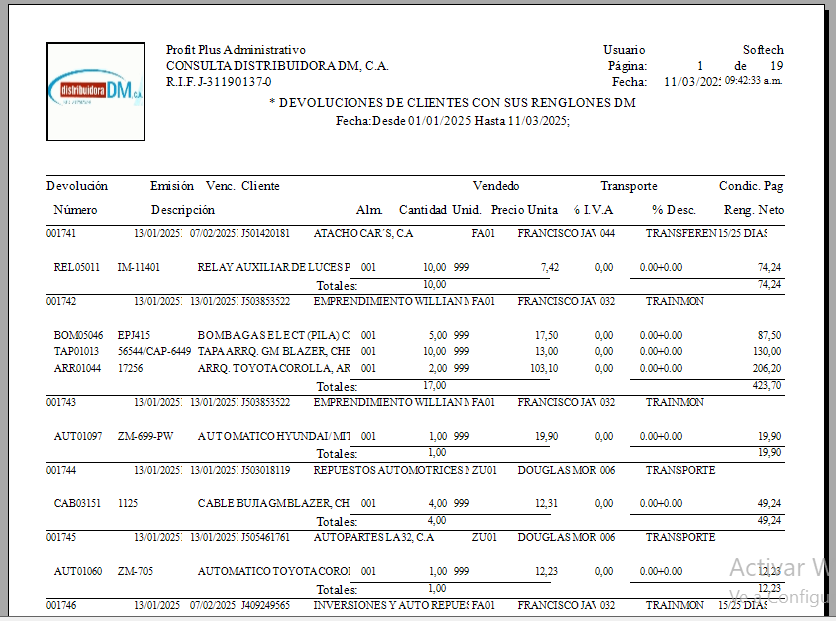 Profit Plus Administrativo Usuario Softech
CONSULTA DISTRIBUIDORA DM, C.A. Página: 1 de 19
R.I.F. J-31190137-0 Fecha: 11/03/202 09:42:33 a.m.
distribuidora DM c.a.
* DEVOLUCIONES DE CLIENTES CON SUS RENGLONES DM
Fecha:Desde 01/01/2025 Hasta 11/03/2025;
Devolución Emisión Venc. Cliente Vendedo Transporte Condic. Pag
Número Descripción Alm. Cantidad Unid. Precio Unita % I.V.A % Desc. Reng. Neto
001741 13/01/2025 07/02/2025 J501420181 ATACHO CAR`S, C.A FA01 FRANCISCO JAV 044 TRANSFEREN 15/25 DIAS
REL05011 IM-11401 RELAY AUXILIAR DE LUCES P 001 10,00 999 7,42 0,00 0.00+0.00 74,24
Totales: 10,00 74,24
001742 13/01/2025 13/01/2025 J503853522 EMPRENDIMIENTO WILLIAN M FA01 FRANCISCO JAV 032 TRAINMON
BOM05046 EPJ415 BOMBA GAS ELECT (PILA) C 001 5,00 999 17,50 0,00 0.00+0.00 87,50
TAP01013 56544/CAP-6449 TAPA ARRQ. GM BLAZER, CHE 001 10,00 999 13,00 0,00 0.00+0.00 130,00
ARR01044 17256 ARRQ. TOYOTA COROLLA, AR 001 2,00 999 103,10 0,00 0.00+0.00 206,20
Totales: 17,00 423,70
001743 13/01/2025 13/01/2025 J503853522 EMPRENDIMIENTO WILLIAN M FA01 FRANCISCO JAV 032 TRAINMON
AUT01097 ZM-699-PW AUTOMATICO HYUNDAI/MIT 001 1,00 999 19,90 0,00 0.00+0.00 19,90
Totales: 1,00 19,90
001744 13/01/2025 13/01/2025 J503018119 REPUESTOS AUTOMOTRICES ZU01 DOUGLAS MOR 006 TRANSPORTE
CAB03151 1125 CABLE BUJIA GM BLAZER, CH 001 4,00 999 12,31 0,00 0.00+0.00 49,24
Totales: 4,00 49,24
001745 13/01/2025 13/01/2025 J505461761 AUTOPARTES LA 32, C.A ZU01 DOUGLAS MOR 006 TRANSPORTE
AUT01060 ZM-705 AUTOMATICO TOYOTA COROL 001 1,00 999 12,23 0,00 0.00+0.00 12,23
Totales: 1,00 12,23
001746 13/01/2025 07/02/2025 J409249565 INVERSIONES Y AUTO REPUES FA01 FRANCISCO JAV 032 TRAINMON 15/25 DIAS
Activar W
Ve a Configu